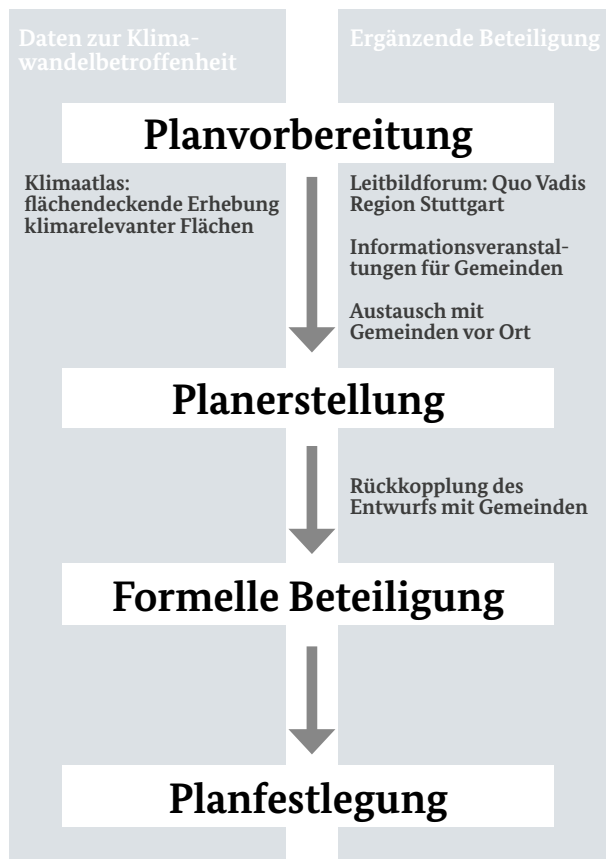 Daten zur Klima-
wandelbetroffenheit
Ergänzende Beteiligung
Planvorbereitung
Klimaatlas:
flächendeckende Erhebung
klimarelevanter Flächen
Leitbildforum: Quo Vadis
Region Stuttgart
Informationsveranstal-
tungen für Gemeinden
Austausch mit
Gemeinden vor Ort
Planerstellung
Rückkopplung des
Entwurfs mit Gemeinden
Formelle Beteiligung
Planfestlegung